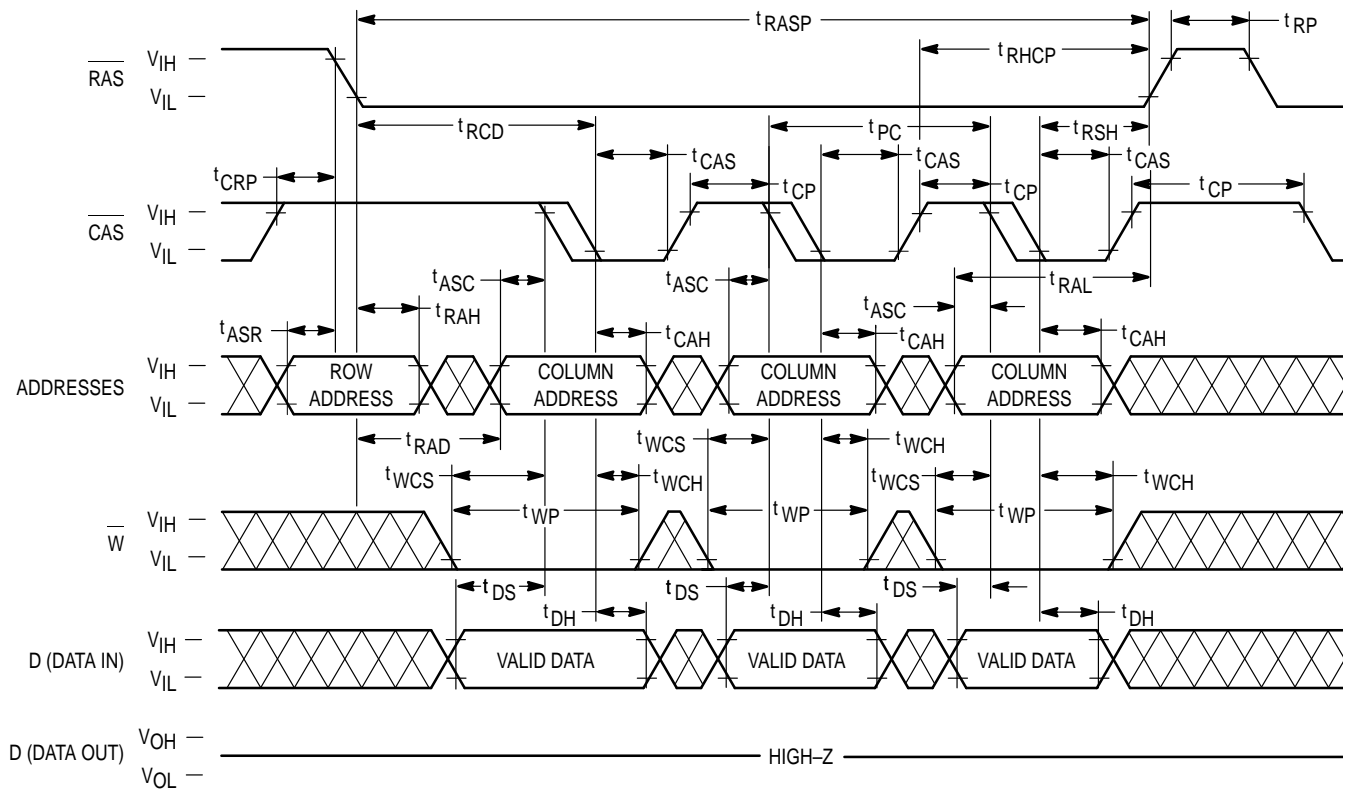 tRASP
tRP
tRHCP
RAS
VIH
VIL
tRCD
tPC
tRSH
tCRP
tCAS
tCP
tCAS
tCP
tCAS
tCP
CAS
VIH
VIL
tASC
tASC
tRAL
tASC
tRAH
tASR
tCAH
tCAH
tCAH
ADDRESSES
VIH
VIL
ROW
ADDRESS
COLUMN
ADDRESS
COLUMN
ADDRESS
COLUMN
ADDRESS
tRAD
tWCS
tWCH
tWCS
tWCH
tWCS
tWCH
tWP
tWP
tWP
W
VIH
VIL
tDS
tDS
tDS
tDH
tDH
tDH
D (DATA IN)
VIH
VIL
VALID DATA
VALID DATA
VALID DATA
D (DATA OUT)
VOH
VOL
HIGH–Z